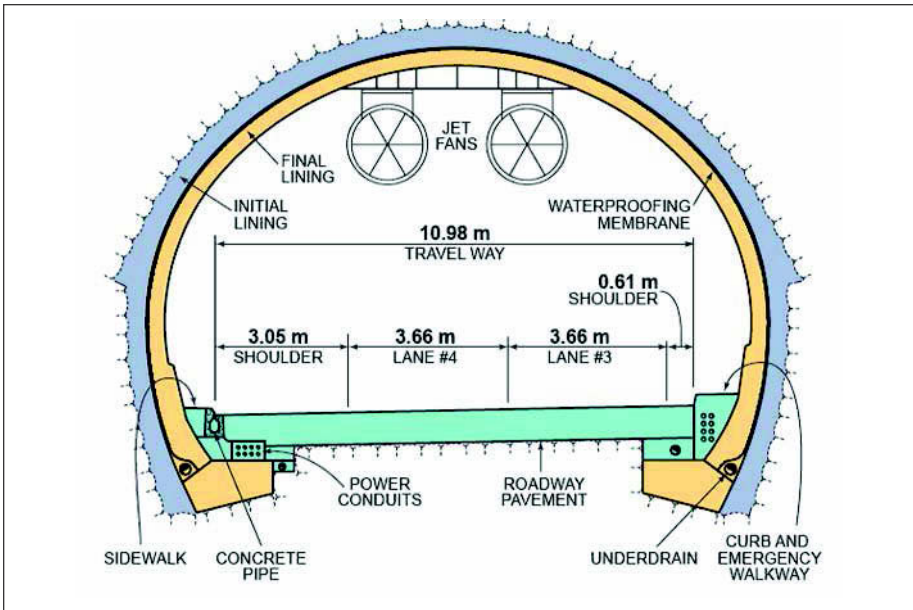 JET
FANS
FINAL
LINING
INITIAL
LINING
WATERPROOFING
MEMBRANE
10.98 m
TRAVEL WAY
0.61 m
SHOULDER
3.05 m
SHOULDER
3.66 m
LANE #4
3.66 m
LANE #3
POWER
CONDUITS
ROADWAY
PAVEMENT
SIDEWALK
CONCRETE
PIPE
UNDERDRAIN
CURB AND
EMERGENCY
WALKWAY